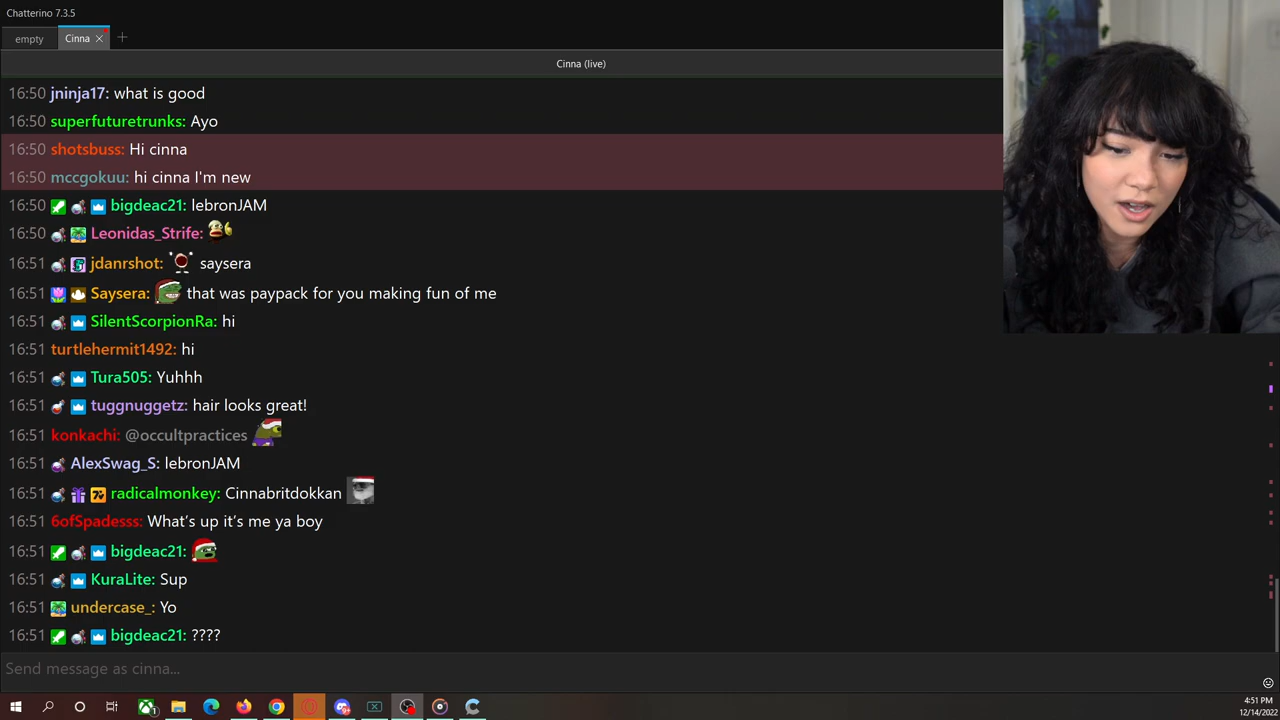 Chatterino 7.3.5
empty
Cinna
Cinna (live)
16:50 jninja17: what is good
16:50 superfuturetrunks: Ayo
16:50 shotsbuss: Hi cinna
16:50 mccgokuu: hi cinna I'm new
16:50 bigdeac21: lebronJAM
16:50 Leonidas_Strife:
16:51 jdanrshot: saysera
16:51 Saysera: that was paypack for you making fun of me
16:51 SilentScorpionRa: hi
16:51 turtlehermit1492: hi
16:51 Tura505: Yuhhh
16:51 tuggnuggetz: hair looks great!
16:51 konkachi: @occultpractices
16:51 AlexSwag_S: lebronJAM
16:51 radicalmonkey: Cinnabritdokkan
16:51 6ofSpadesss: What's up it's me ya boy
16:51 bigdeac21:
16:51 KuraLite: Sup
16:51 undercase_: Yo
16:51 bigdeac21: ????
Send message as cinna...
4:51 PM
12/14/2022